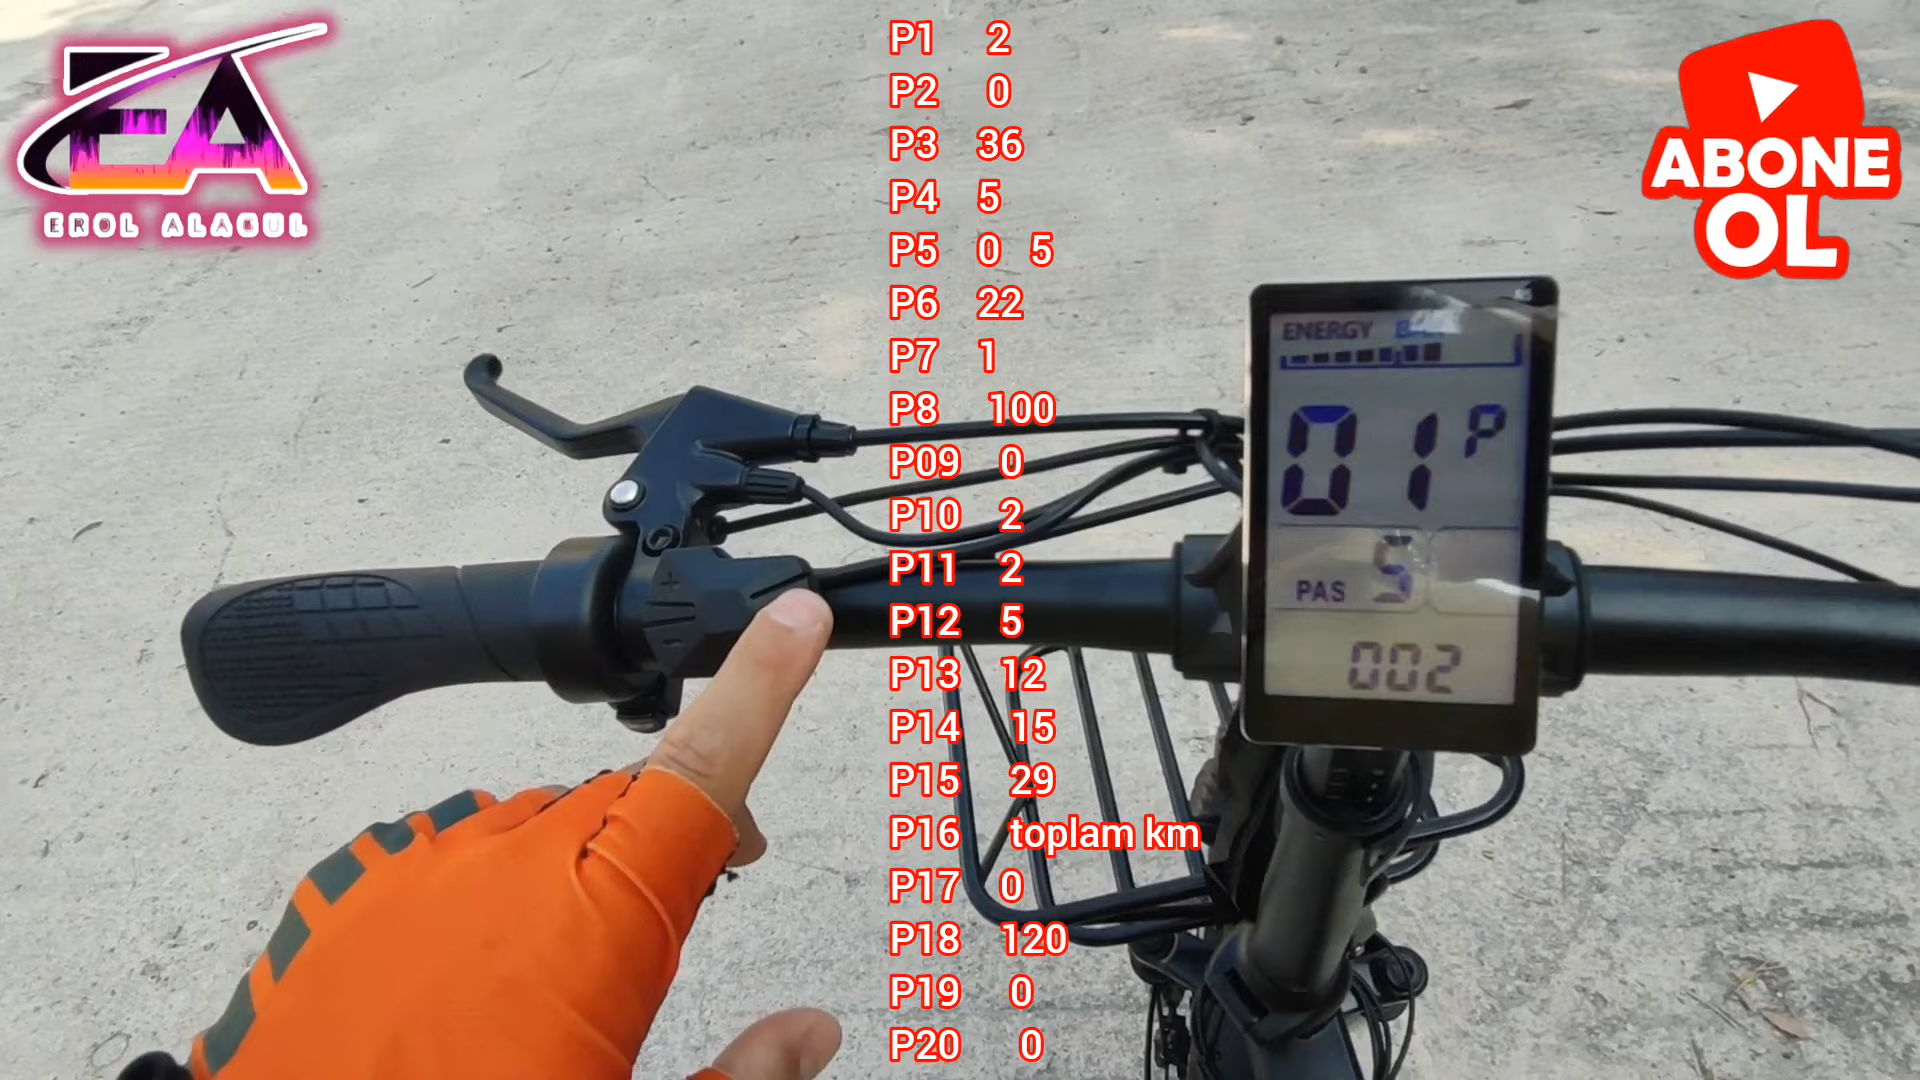 EA
EROL ALAGUL
ABONE
OL
P1 2
P2 0
P3 36
P4 5
P5 0 5
P6 22
P7 1
P8 100
P09 0
P10 2
P11 2
P12 5
P13 12
P14 15
P15 29
P16 toplam km
P17 0
P18 120
P19 0
P20 0
ENERGY
01P
PAS 5
002